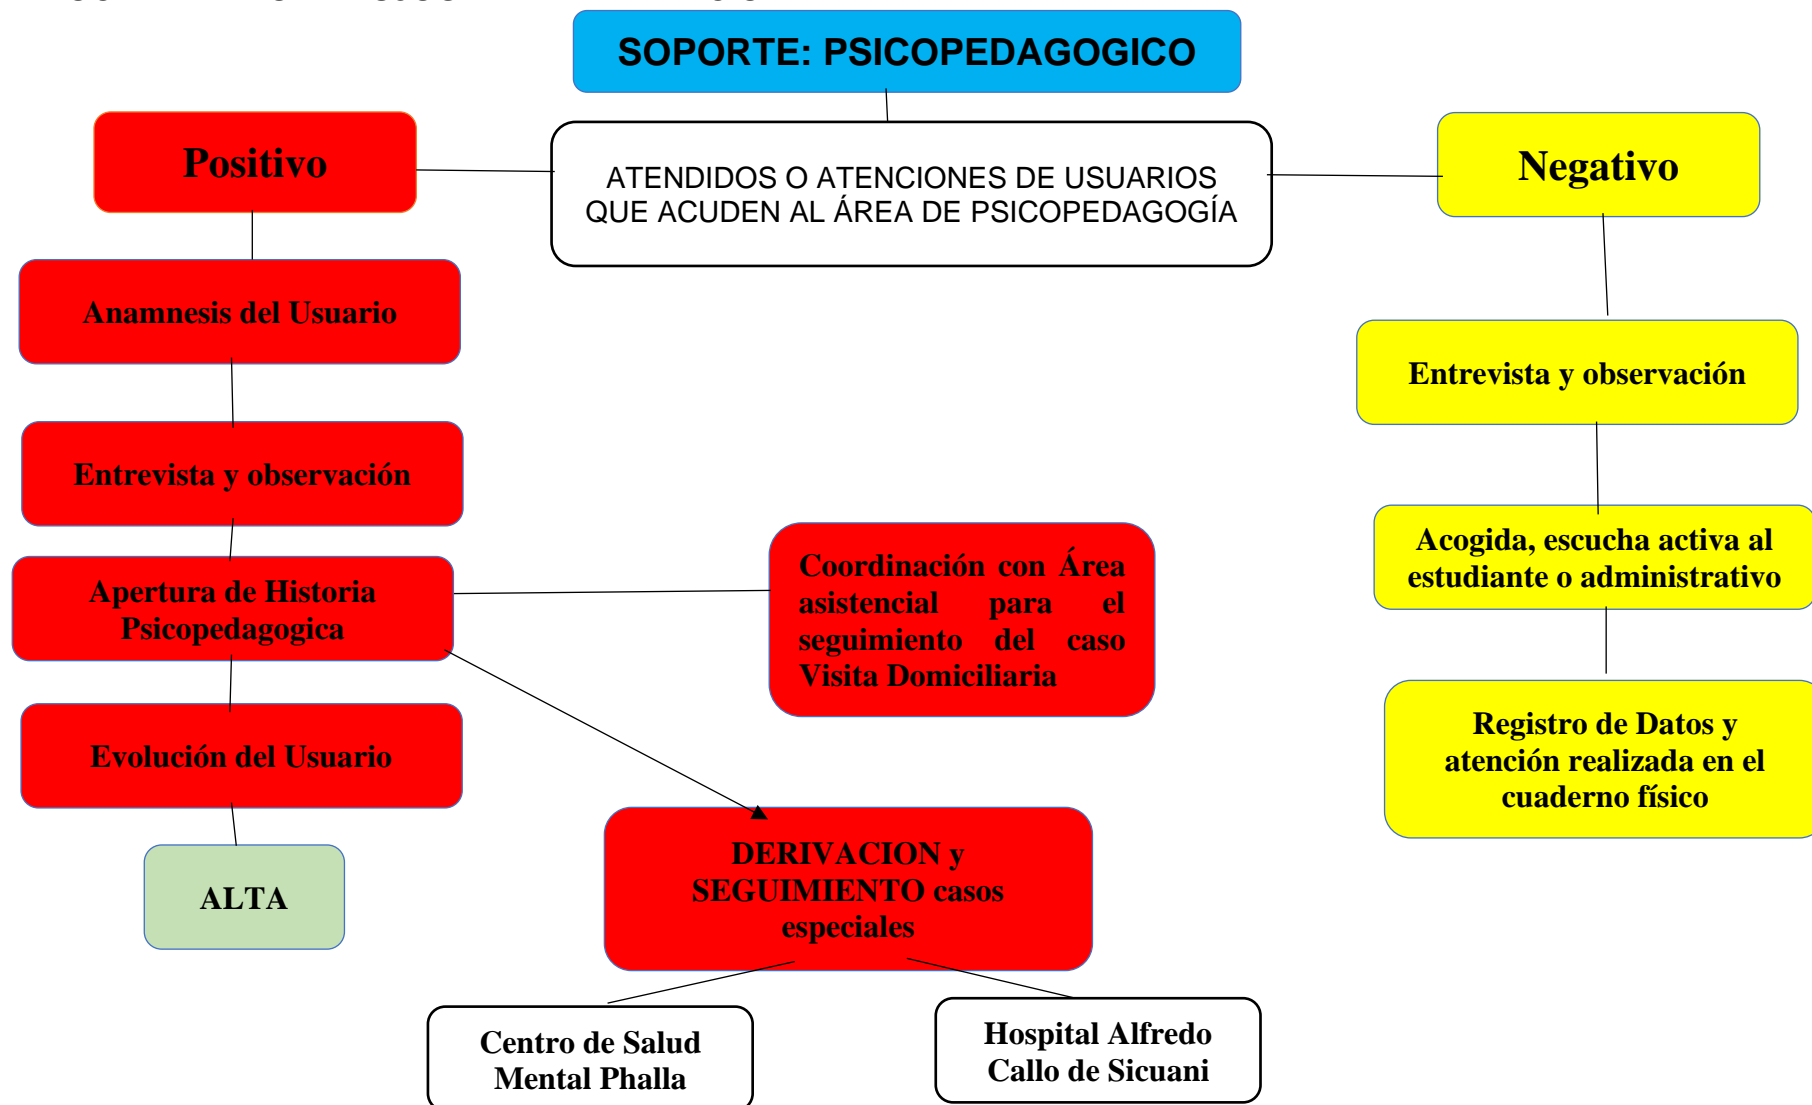 SOPORTE: PSICOPEDAGOGICO
Positivo
ATENDIDOS O ATENCIONES DE USUARIOS
QUE ACUDEN AL ÁREA DE PSICOPEDAGOGÍA
Negativo
Anamnesis del Usuario
Entrevista y observación
Entrevista y observación
Apertura de Historia
Psicopedagogica
Coordinación con Área
asistencial para el
seguimiento del caso
Visita Domiciliaria
Acogida, escucha activa al
estudiante o administrativo
Evolución del Usuario
Registro de Datos y
atención realizada en el
cuaderno físico
ALTA
DERIVACION y
SEGUIMIENTO casos
especiales
Centro de Salud
Mental Phalla
Hospital Alfredo
Callo de Sicuani